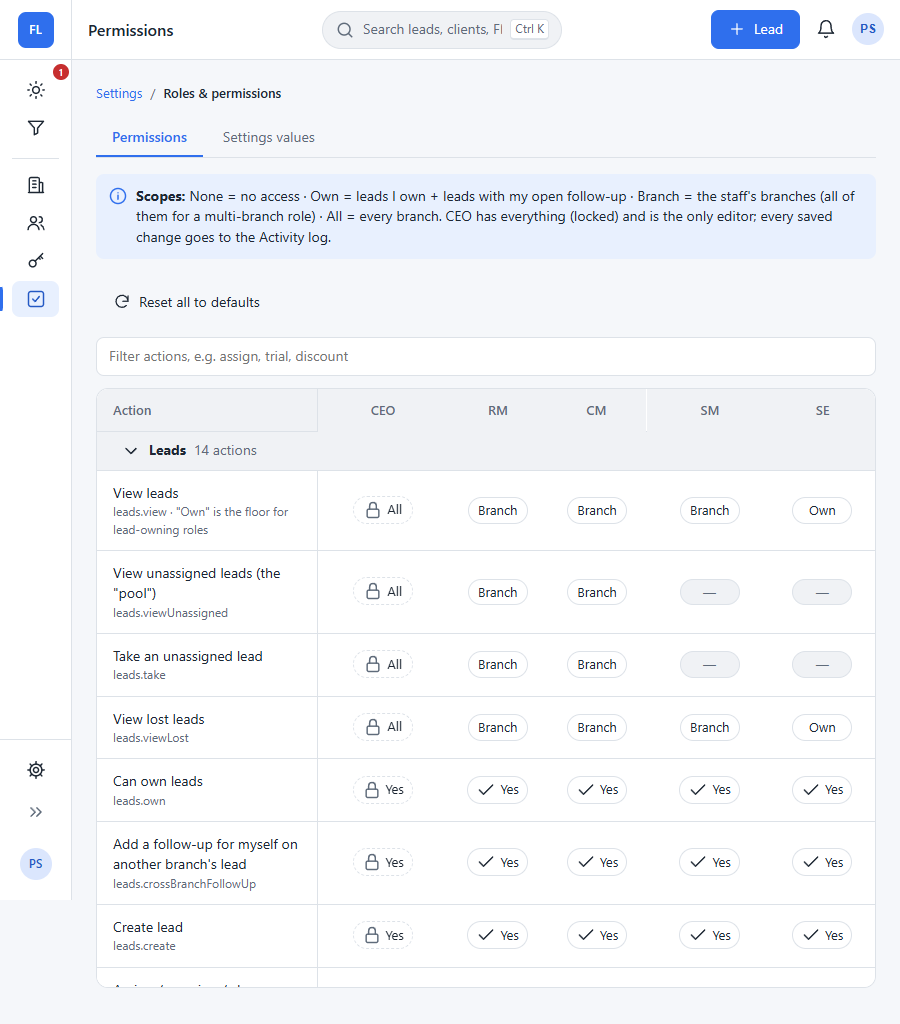 FL
Permissions
Search leads, clients, Fl
Ctrl K
+ Lead
PS
1
Settings / Roles & permissions
Permissions
Settings values
Scopes: None = no access · Own = leads I own + leads with my open follow-up · Branch = the staff's branches (all of
them for a multi-branch role) · All = every branch. CEO has everything (locked) and is the only editor; every saved
change goes to the Activity log.
Reset all to defaults
Filter actions, e.g. assign, trial, discount
Action CEO RM CM SM SE
Leads 14 actions
View leads
leads.view · "Own" is the floor for
lead-owning roles
All Branch Branch Branch Own
View unassigned leads (the
"pool")
leads.viewUnassigned
All Branch Branch — —
Take an unassigned lead
leads.take
All Branch Branch — —
View lost leads
leads.viewLost
All Branch Branch Branch Own
Can own leads
leads.own
Yes Yes Yes Yes Yes
Add a follow-up for myself on
another branch's lead
leads.crossBranchFollowUp
Yes Yes Yes Yes Yes
Create lead
leads.create
Yes Yes Yes Yes Yes
PS